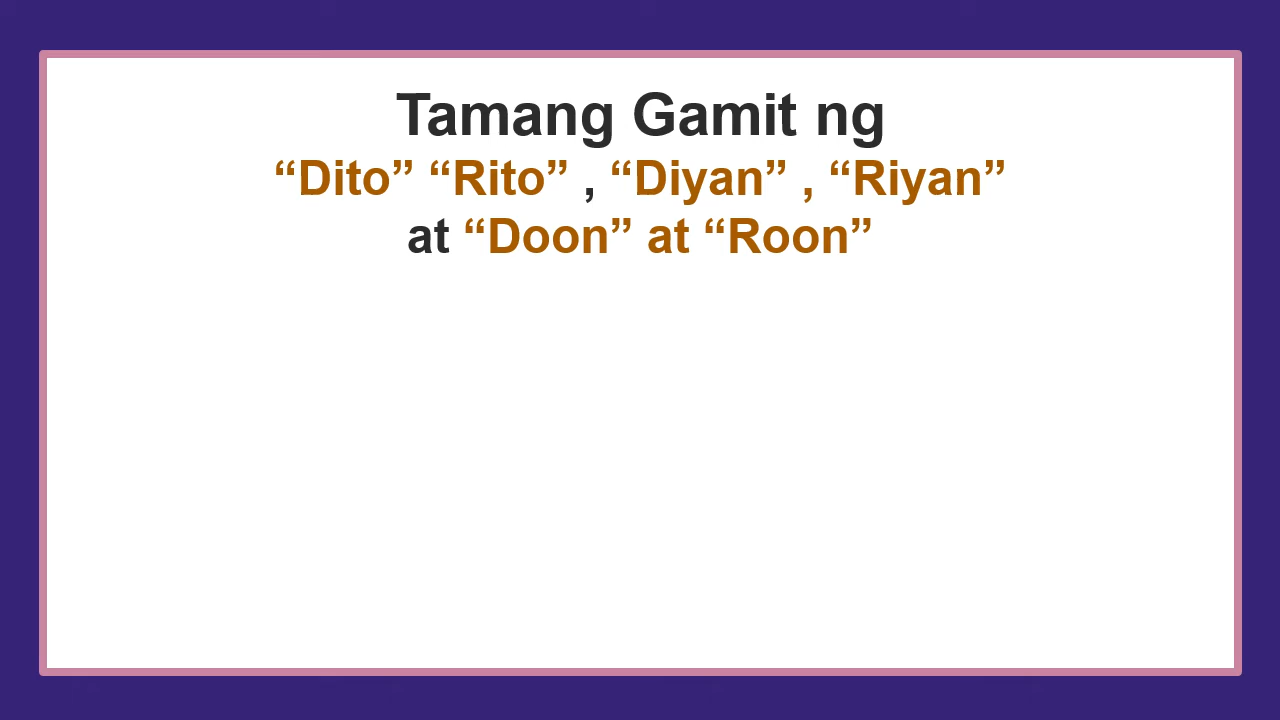 Tamang Gamit ng
“Dito” “Rito” , “Diyan” , “Riyan”
at “Doon” at “Roon”